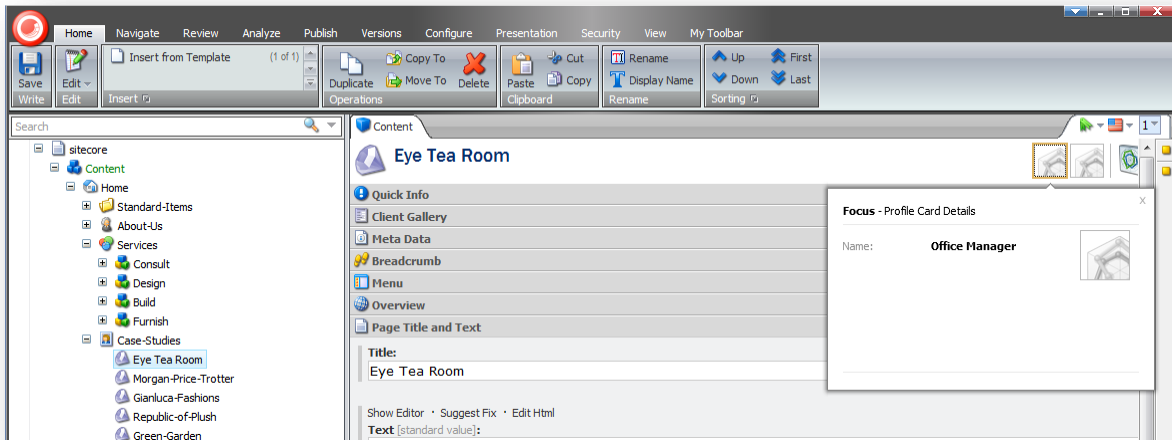 Home Navigate Review Analyze Publish Versions Configure Presentation Security View My Toolbar
Insert from Template (1 of 1)
Copy To Cut Rename Up First
Save Edit Duplicate Move To Delete Paste Copy Display Name Down Last
Write Edit Insert Operations Clipboard Rename Sorting
Search
Content 1
sitecore
Content
Home
Standard-Items
About-Us
Services
Consult
Design
Build
Furnish
Case-Studies
Eye Tea Room
Morgan-Price-Trotter
Gianluca-Fashions
Republic-of-Plush
Green-Garden
Eye Tea Room
Quick Info
Client Gallery
Meta Data
Breadcrumb
Menu
Overview
Page Title and Text
Title:
Eye Tea Room
Show Editor · Suggest Fix · Edit Html
Text [standard value]:
x
Focus - Profile Card Details
Name: Office Manager